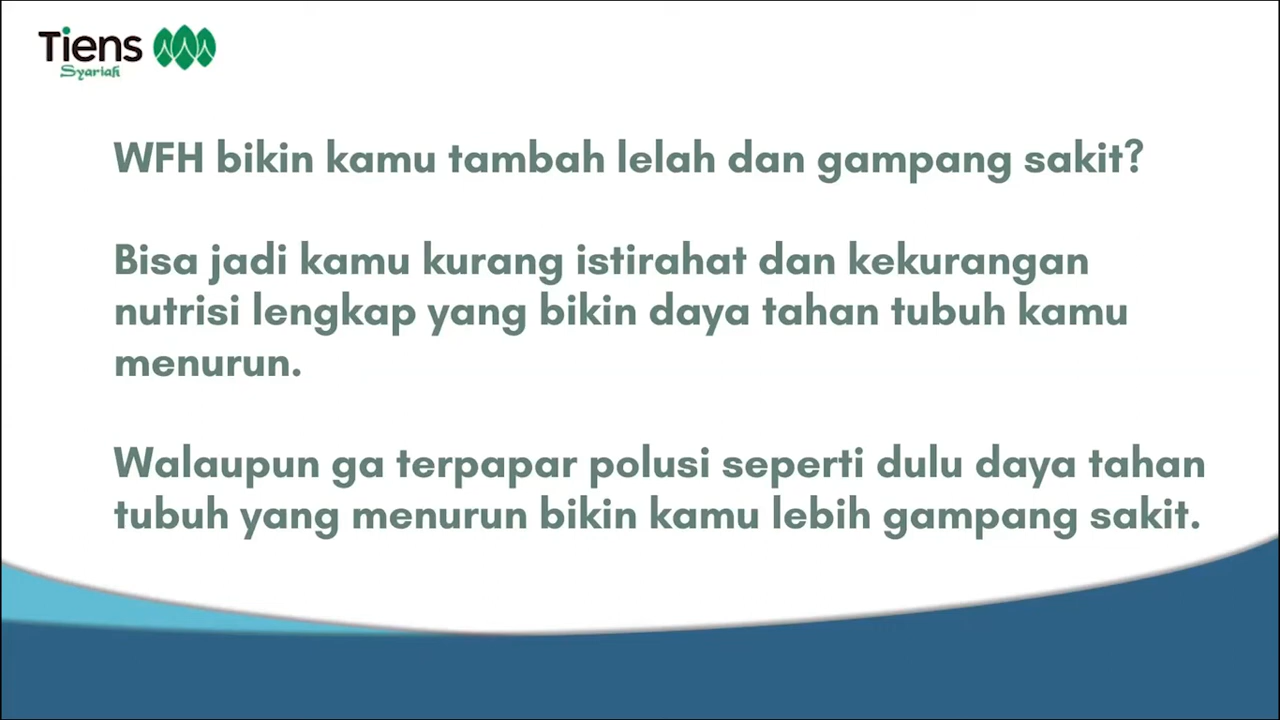 Tiens
Syariah
WFH bikin kamu tambah lelah dan gampang sakit?
Bisa jadi kamu kurang istirahat dan kekurangan
nutrisi lengkap yang bikin daya tahan tubuh kamu
menurun.
Walaupun ga terpapar polusi seperti dulu daya tahan
tubuh yang menurun bikin kamu lebih gampang sakit.